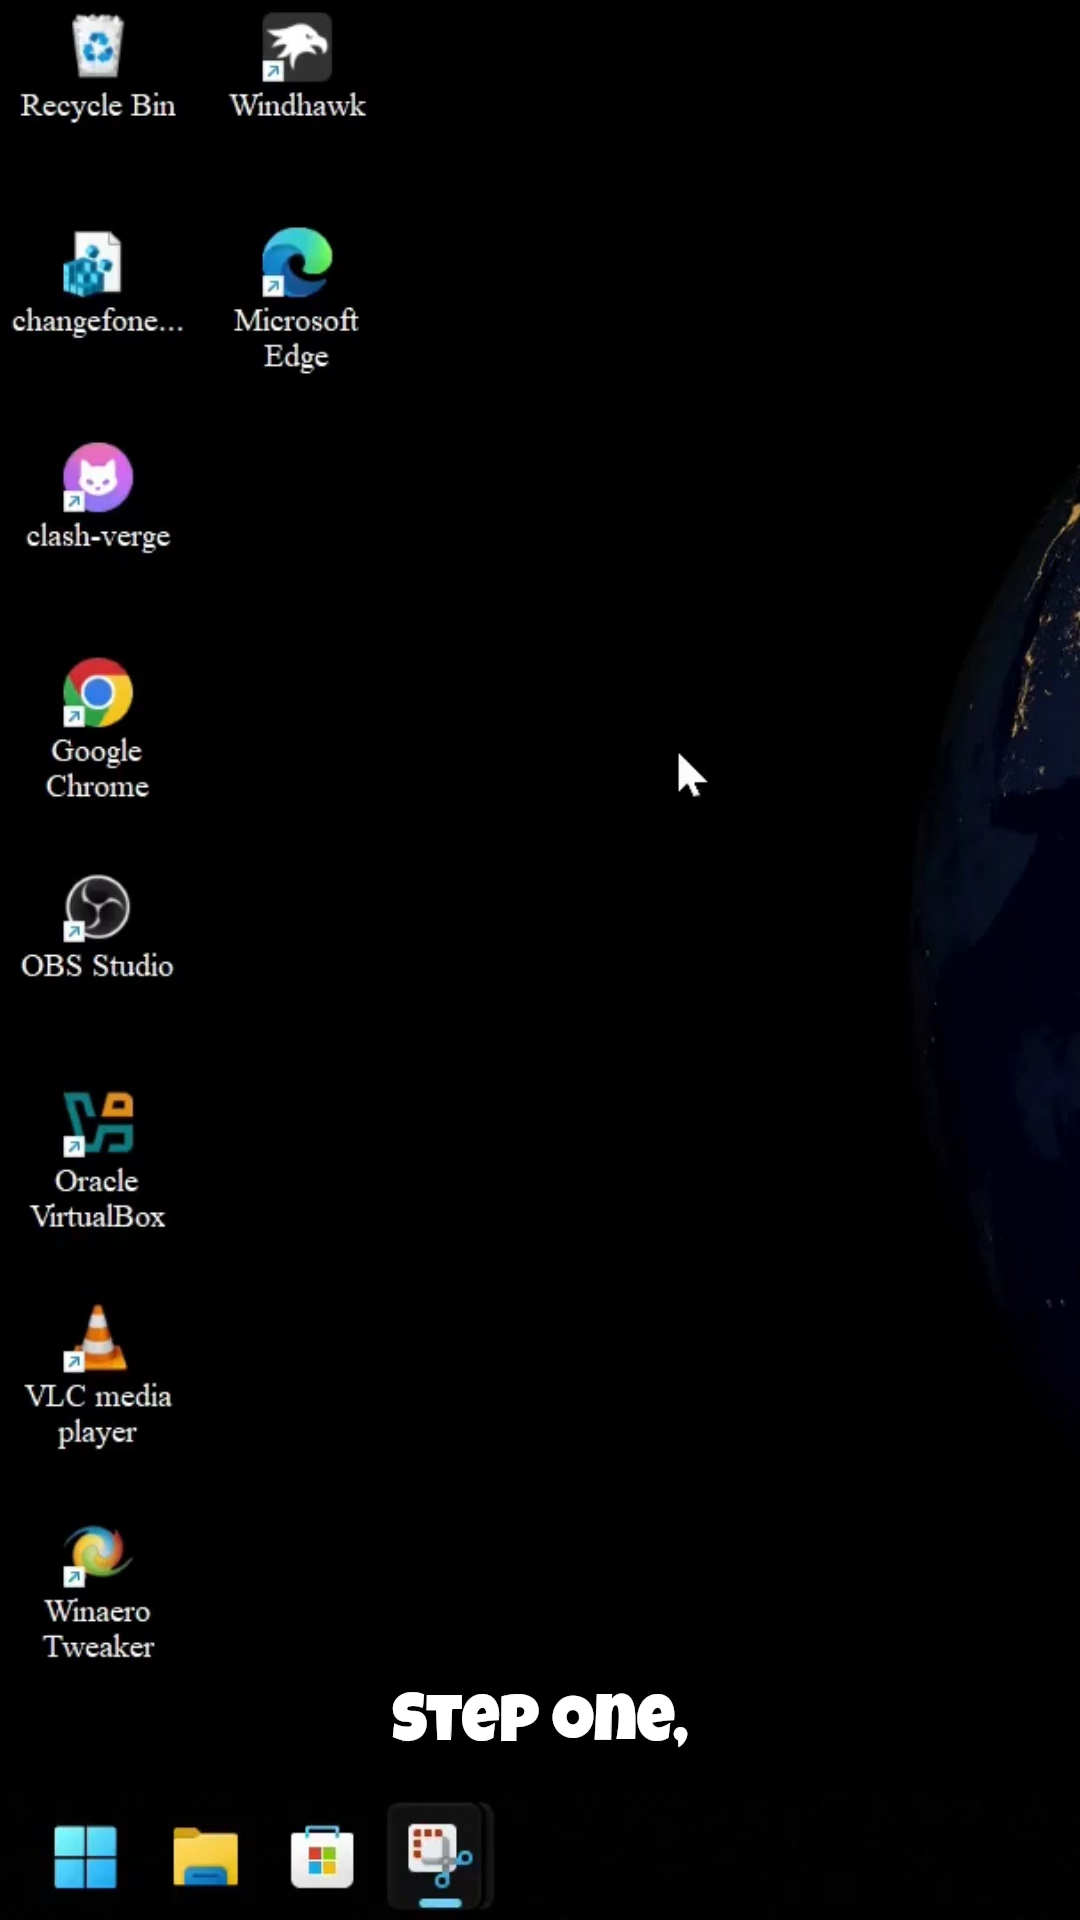 Recycle Bin
Windhawk
changefone...
Microsoft
Edge
clash-verge
Google
Chrome
OBS Studio
Oracle
VirtualBox
VLC media
player
Winaero
Tweaker
STEP ONE,